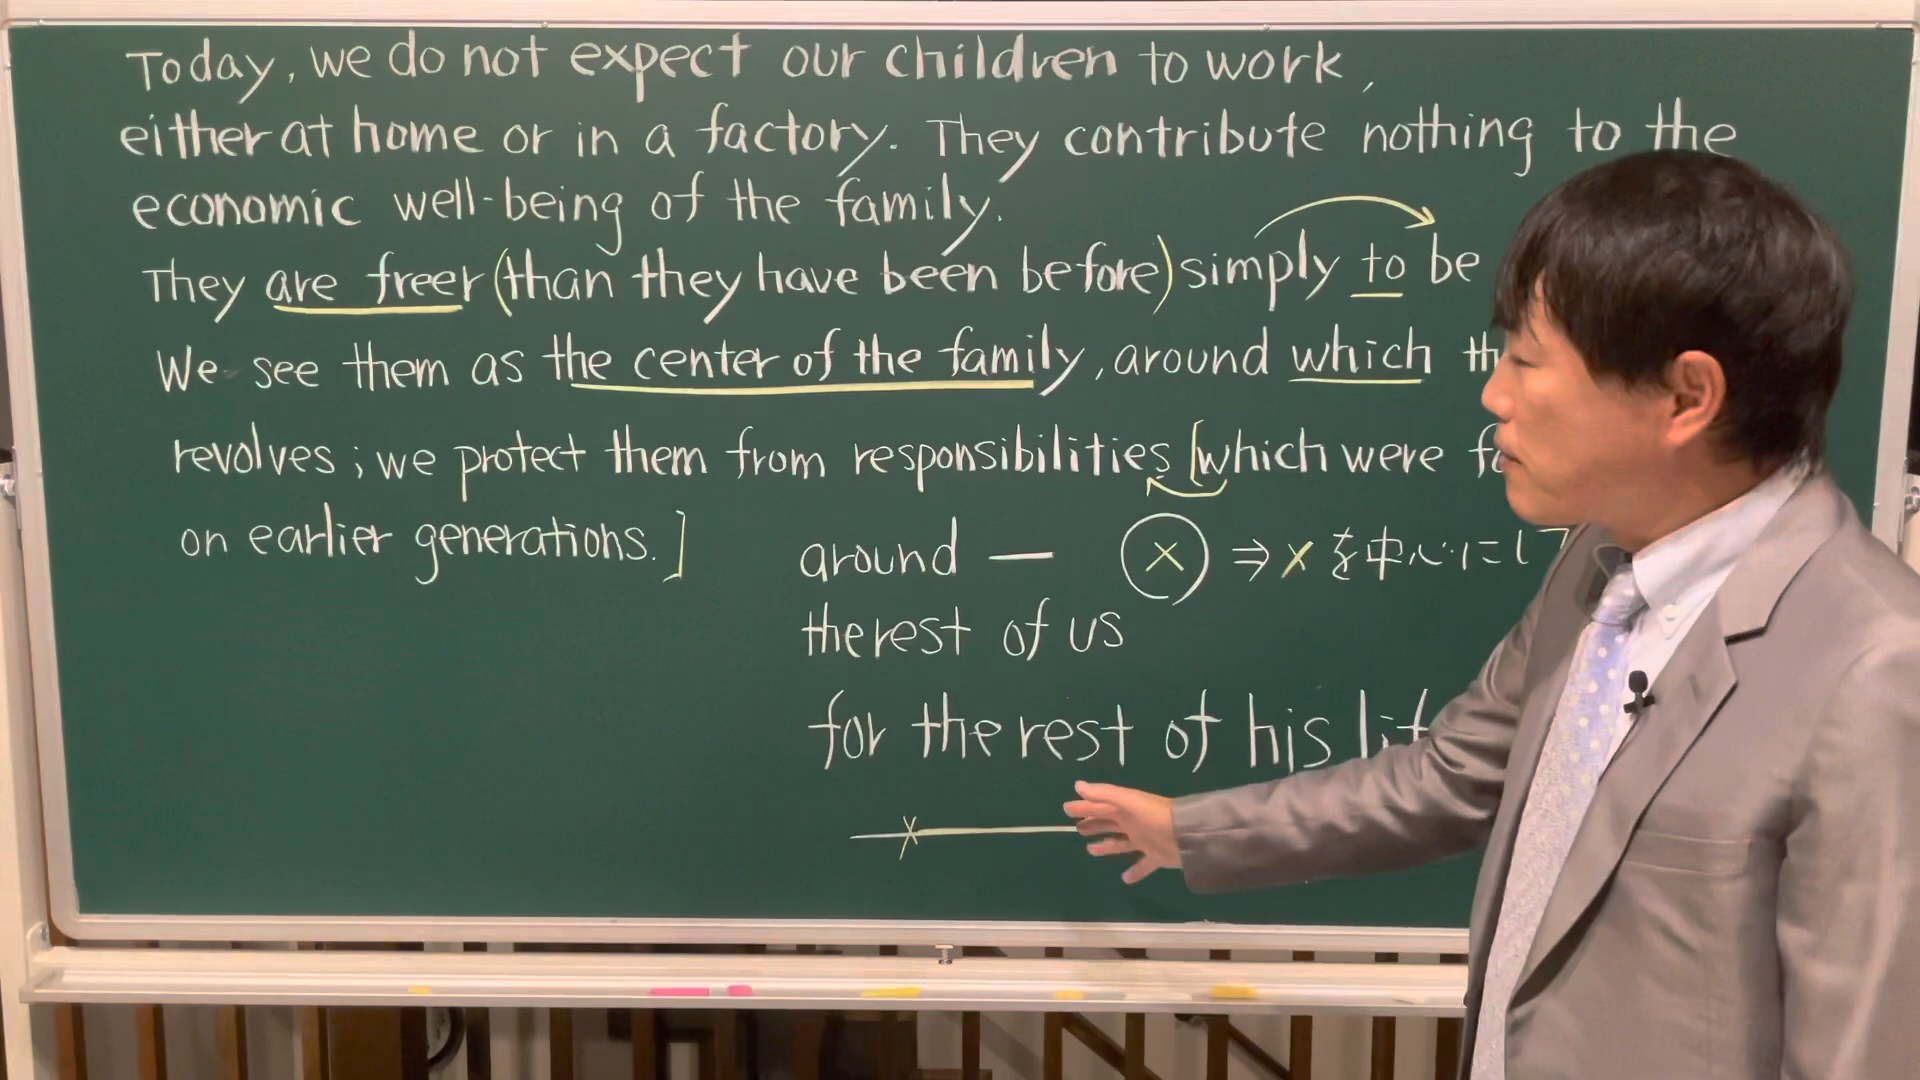 Today, we do not expect our children to work,
either at home or in a factory. They contribute nothing to the
economic well-being of the family.
They are freer (than they have been before) simply to be
We see them as the center of the family, around which
revolves; we protect them from responsibilities [which were
on earlier generations.]
around — × ⇒ × を中心にして
the rest of us
for the rest of his
×